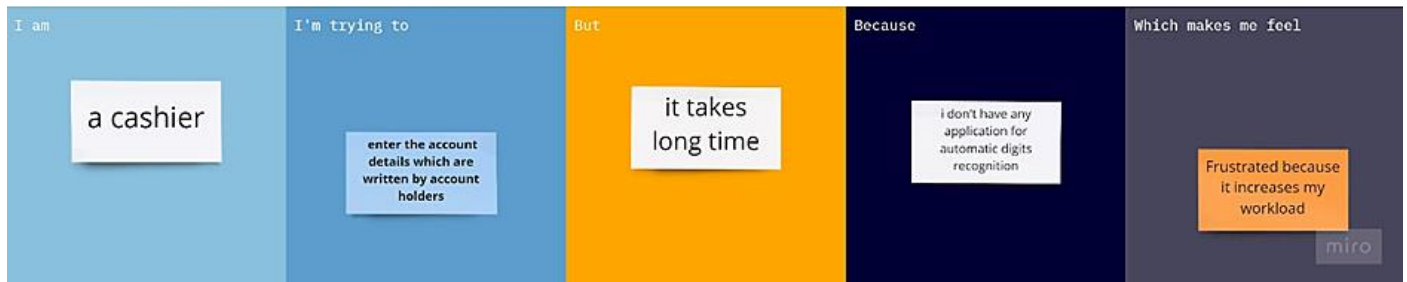 I am
a cashier
I'm trying to
enter the account
details which are
written by account
holders
But
it takes
long time
Because
i don't have any
application for
automatic digits
recognition
Which makes me feel
Frustrated because
it increases my
workload
miro